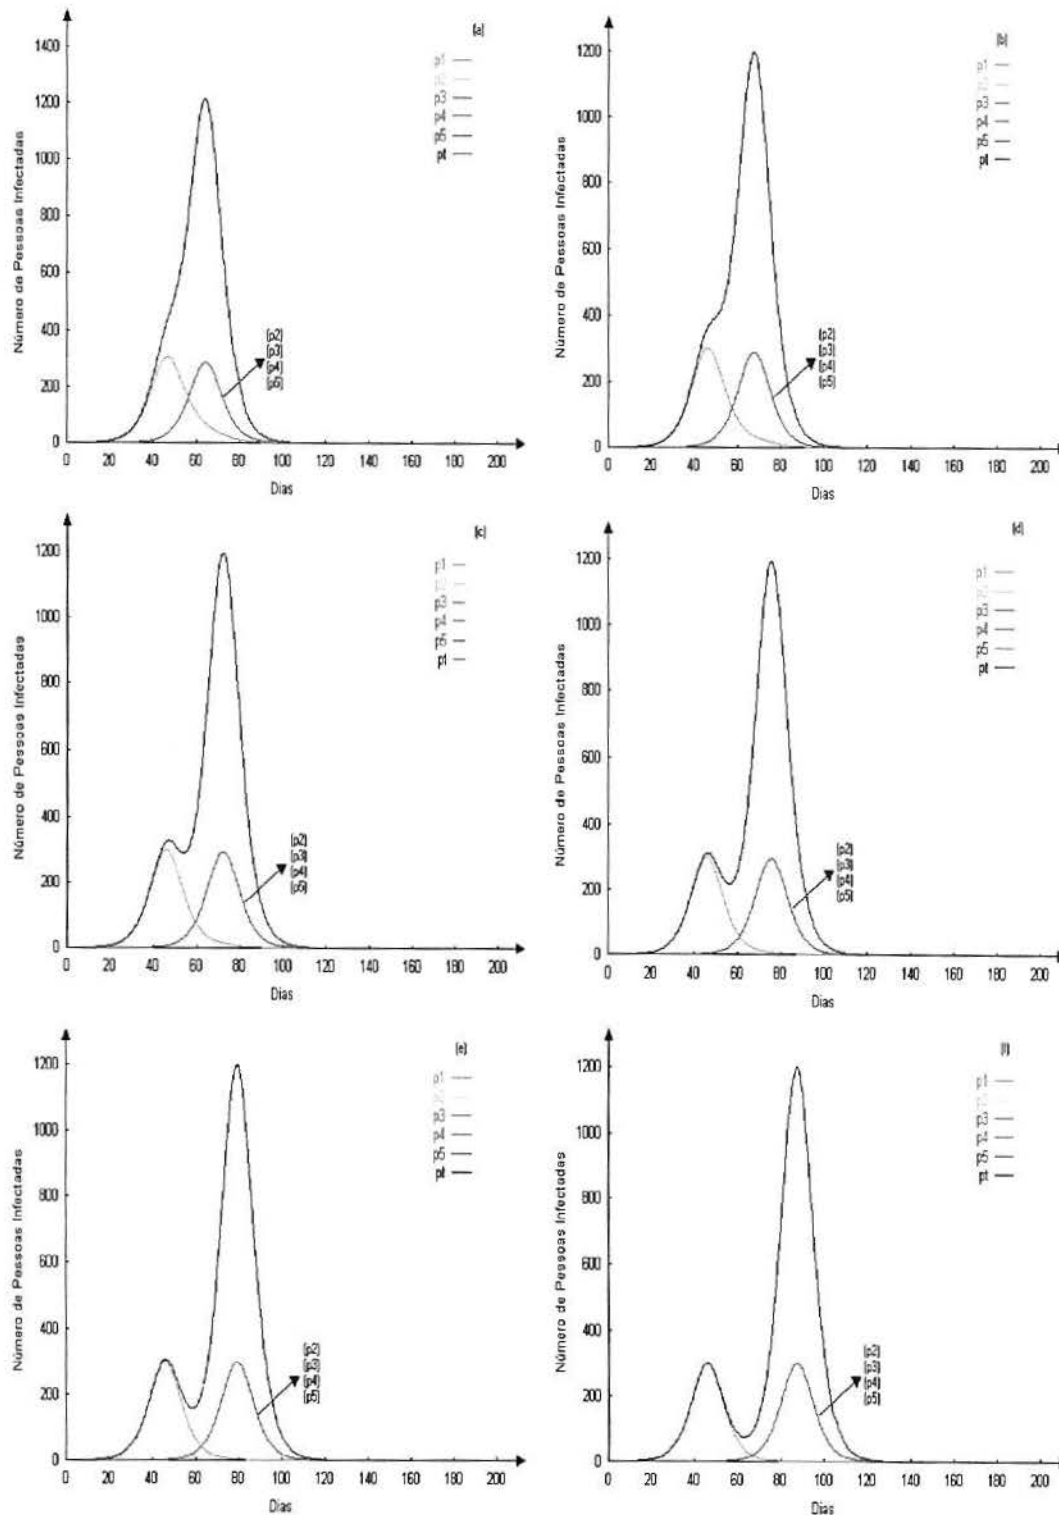 (a)
p1
p2
p3
p4
p5
pt
Número de Pessoas Infectadas
1400
1200
1000
800
600
400
200
0
(p2)
(p3)
(p4)
(p5)
0 20 40 60 80 100 120 140 160 180 200
Dias
(b)
p1
p2
p3
p4
p5
pt
Número de Pessoas Infectadas
1200
1000
800
600
400
200
0
(p2)
(p3)
(p4)
(p5)
0 20 40 60 80 100 120 140 160 180 200
Dias
(c)
p1
p2
p3
p4
p5
pt
Número de Pessoas Infectadas
1200
1000
800
600
400
200
0
(p2)
(p3)
(p4)
(p5)
0 20 40 60 80 100 120 140 160 180 200
Dias
(d)
p1
p2
p3
p4
p5
pt
Número de Pessoas Infectadas
1200
1000
800
600
400
200
0
(p2)
(p3)
(p4)
(p5)
0 20 40 60 80 100 120 140 160 180 200
Dias
(e)
p1
p2
p3
p4
p5
pt
Número de Pessoas Infectadas
1200
1000
800
600
400
200
0
(p2)
(p3)
(p4)
(p5)
0 20 40 60 80 100 120 140 160 180 200
Dias
(f)
p1
p2
p3
p4
p5
pt
Número de Pessoas Infectadas
1200
1000
800
600
400
200
0
(p2)
(p3)
(p4)
(p5)
0 20 40 60 80 100 120 140 160 180 200
Dias